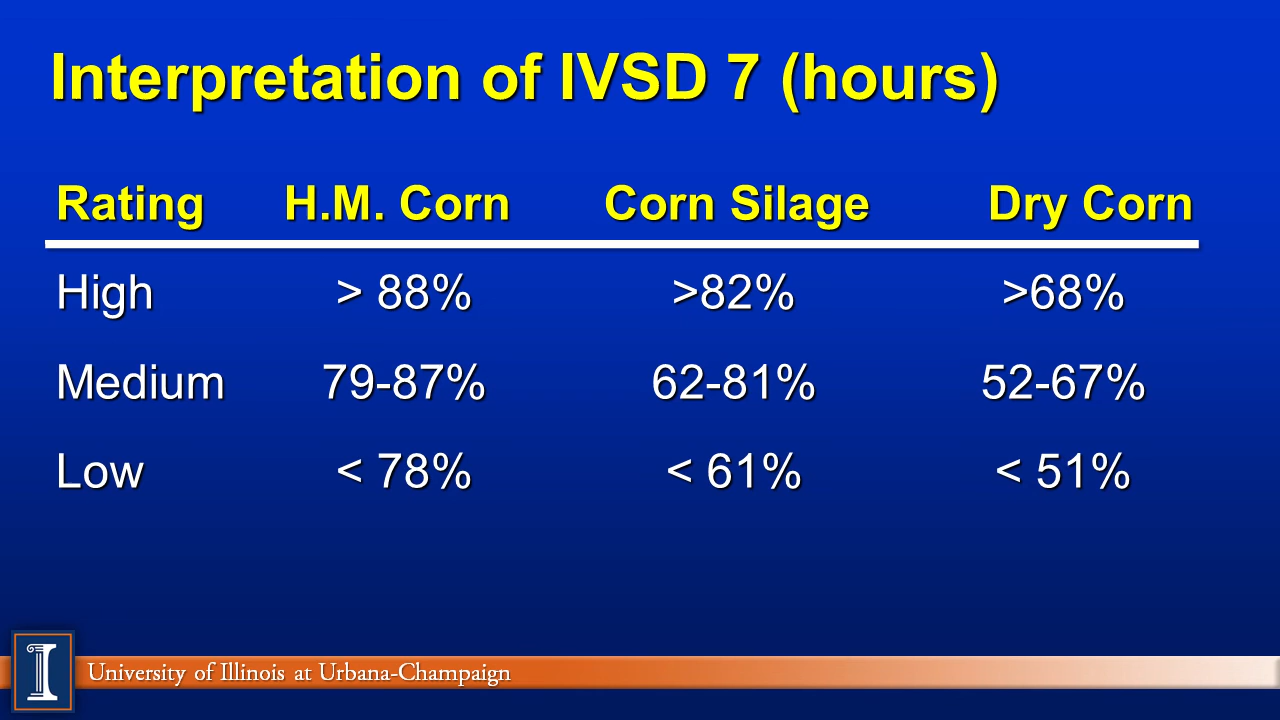 Interpretation of IVSD 7 (hours)
Rating H.M. Corn Corn Silage Dry Corn
High > 88% >82% >68%
Medium 79-87% 62-81% 52-67%
Low < 78% < 61% < 51%
I University of Illinois at Urbana-Champaign